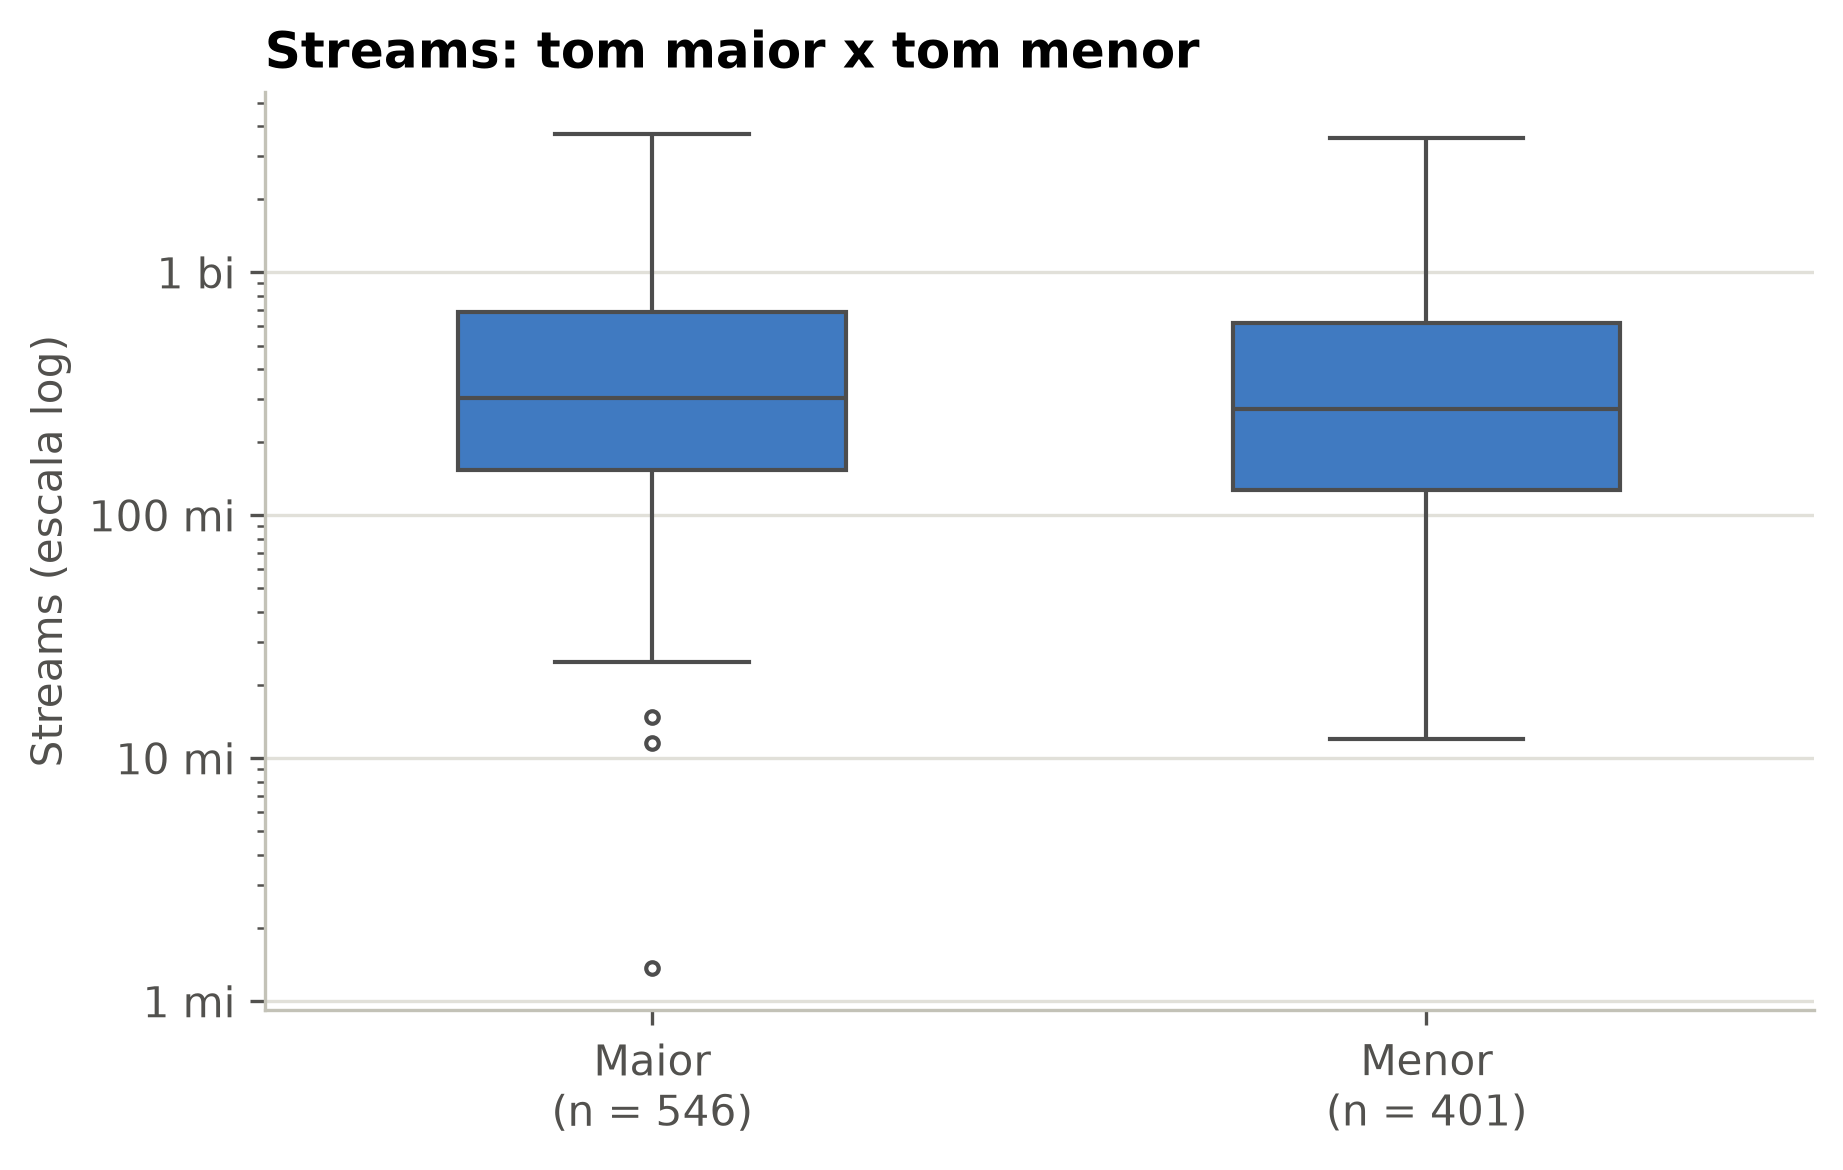 Streams: tom maior x tom menor
Streams (escala log)
1 bi
100 mi
10 mi
1 mi
Maior
(n = 546)
Menor
(n = 401)